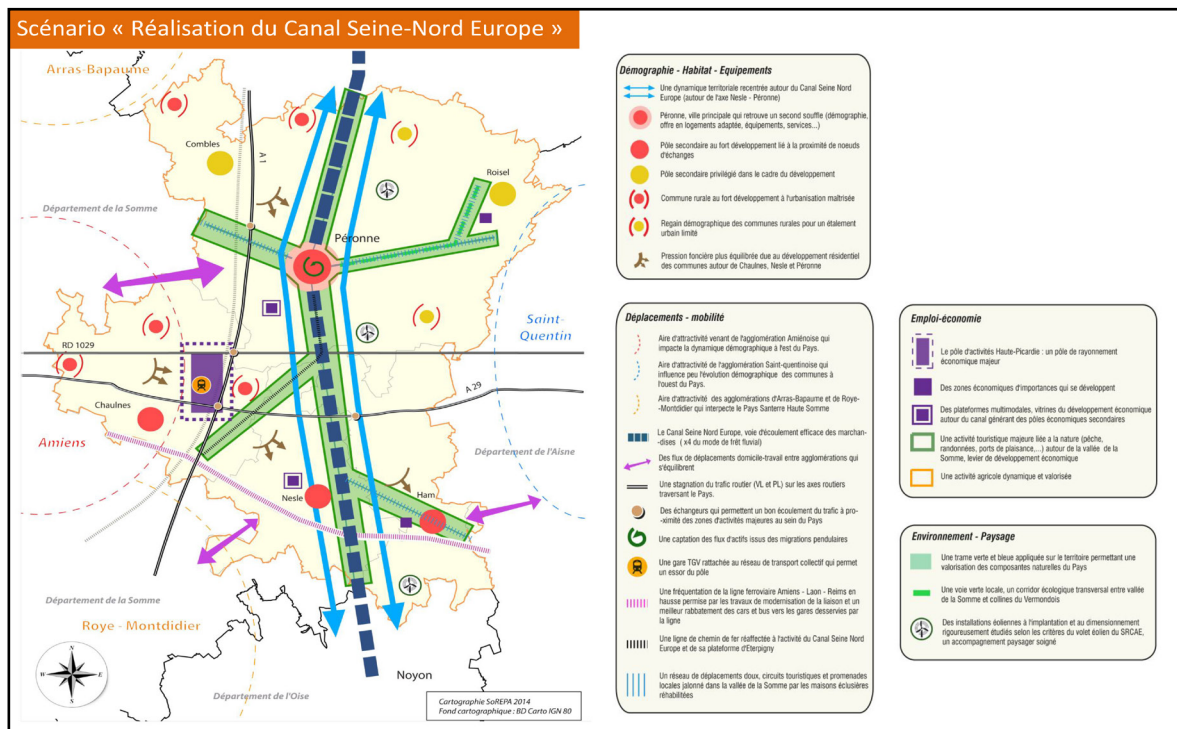 Scénario « Réalisation du Canal Seine-Nord Europe »
Arras-Bapaume
Combles
A 1
Roisel
Département de la Somme
Péronne
Saint-
Quentin
RD 1029
A 29
Chaulnes
Amiens
Département de l'Aisne
Nesle
Ham
Département de la Somme
Roye - Montdidier
Noyon
Département de l'Oise
N
W
E
S
Cartographie SoREPA 2014
Fond cartographique : BD Carto IGN 80
Démographie - Habitat - Equipements
Une dynamique territoriale recentrée autour du Canal Seine Nord
Europe (autour de l'axe Nesle - Péronne)
Péronne, ville principale qui retrouve un second souffle (démographie,
offre en logements adaptée, équipements, services...)
Pôle secondaire au fort développement lié à la proximité de noeuds
d'échanges
Pôle secondaire privilégié dans le cadre du développement
Commune rurale au fort développement à l'urbanisation maîtrisée
Regain démographique des communes rurales pour un étalement
urbain limité
Pression foncière plus équilibrée due au développement résidentiel
des communes autour de Chaulnes, Nesle et Péronne
Déplacements - mobilité
Aire d'attractivité venant de l'agglomération Amiénoise qui
impacte la dynamique démographique à l'est du Pays.
Aire d'attractivité de l'agglomération Saint-quentinoise qui
influence peu l'évolution démographique des communes à
l'ouest du Pays.
Aire d'attractivité des agglomérations d'Arras-Bapaume et de Roye-
-Montdidier qui intercepte le Pays Santerre Haute Somme
Le Canal Seine Nord Europe, voie d'écoulement efficace des marchan-
dises ( x4 du mode de frêt fluvial)
Des flux de déplacements domicile-travail entre agglomérations qui
s'équilibrent
Une stagnation du trafic routier (VL et PL) sur les axes routiers
traversant le Pays.
Des échangeurs qui permettent un bon écoulement du trafic à pro-
ximité des zones d'activités majeures au sein du Pays
Une captation des flux d'actifs issus des migrations pendulaires
Une gare TGV rattachée au réseau de transport collectif qui permet
un essor du pôle
Une fréquentation de la ligne ferroviaire Amiens - Laon - Reims en
hausse permise par les travaux de modernisation de la liaison et un
meilleur rabbattement des cars et bus vers les gares desservies par
la ligne
Une ligne de chemin de fer réaffectée à l'activité du Canal Seine Nord
Europe et de sa plateforme d'Eterpigny
Un réseau de déplacements doux, circuits touristiques et promenades
locales jalonné dans la vallée de la Somme par les maisons éclusières
réhabilitées
Emploi-économie
Le pôle d'activités Haute-Picardie : un pôle de rayonnement
économique majeur
Des zones économiques d'importances qui se développent
Des plateformes multimodales, vitrines du développement économique
autour du canal générant des pôles économiques secondaires
Une activité touristique majeure liée a la nature (pêche,
randonnées, ports de plaisance,...) autour de la vallée de la
Somme, levier de développement économique
Une activité agricole dynamique et valorisée
Environnement - Paysage
Une trame verte et bleue appliquée sur le territoire permettant une
valorisation des composantes naturelles du Pays
Une voie verte locale, un corridor écologique transversal entre vallée
de la Somme et collines du Vermondois
Des installations éoliennes à l'implantation et au dimensionnement
rigoureusement étudiés selon les critères du volet éolien du SRCAE,
un accompagnement paysager soigné